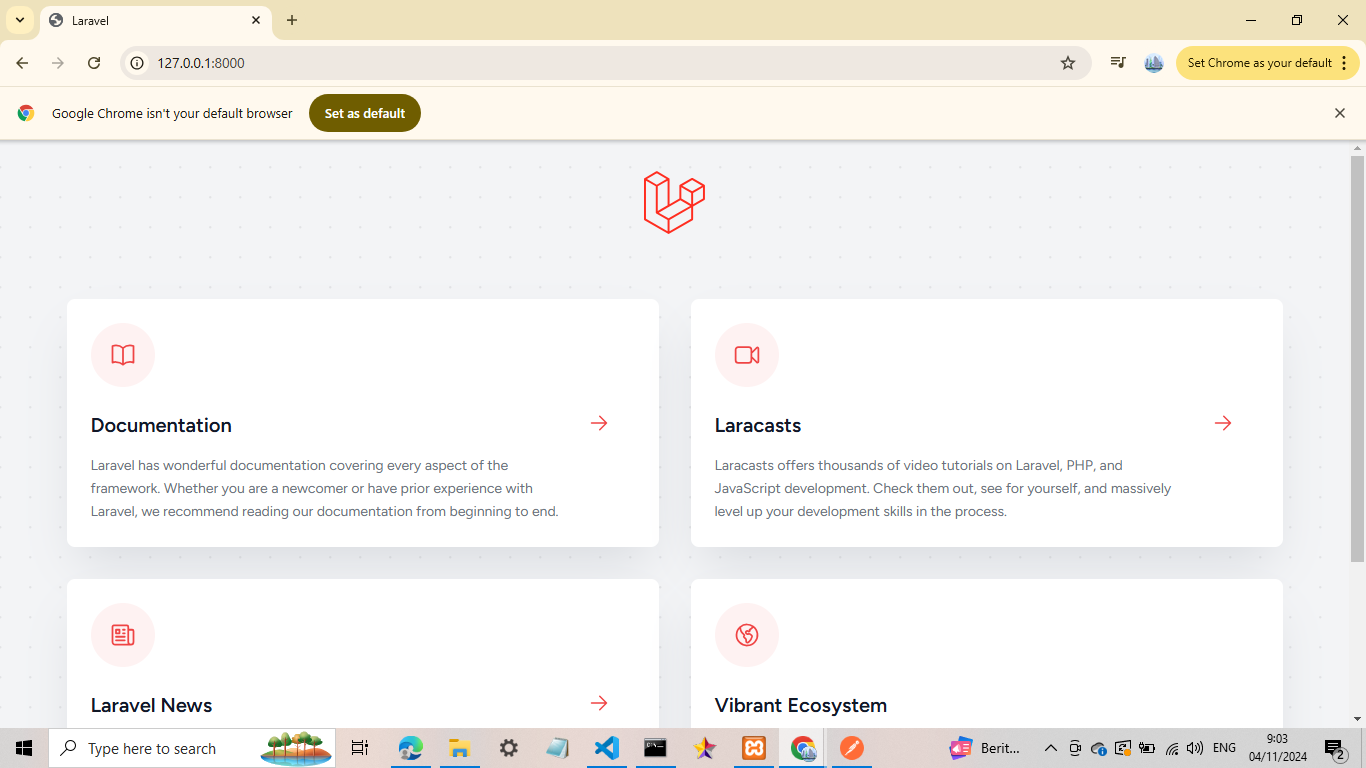 Laravel
127.0.0.1:8000
Set Chrome as your default
Google Chrome isn't your default browser
Set as default
Documentation
Laravel has wonderful documentation covering every aspect of the
framework. Whether you are a newcomer or have prior experience with
Laravel, we recommend reading our documentation from beginning to end.
Laracasts
Laracasts offers thousands of video tutorials on Laravel, PHP, and
JavaScript development. Check them out, see for yourself, and massively
level up your development skills in the process.
Laravel News
Vibrant Ecosystem
Type here to search
Berit...
ENG
9:03
04/11/2024
2